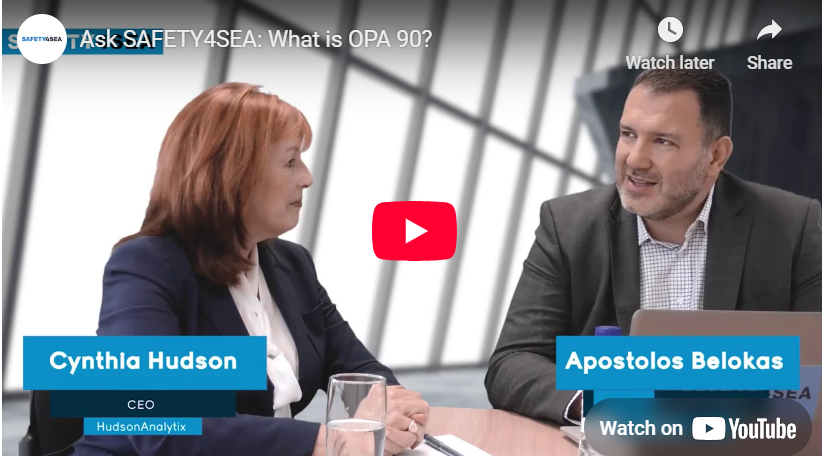 SAFETY4SEA
Ask SAFETY4SEA: What is OPA 90?
Watch later
Share
Cynthia Hudson
CEO
HudsonAnalytix
Apostolos Belokas
4SEA
Watch on YouTube